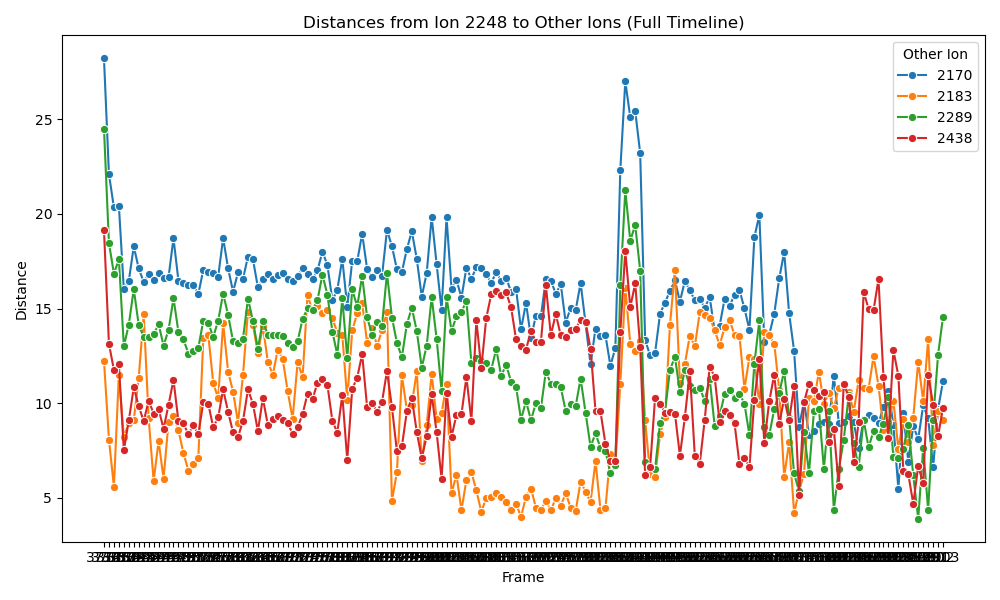 Distances from Ion 2248 to Other Ions (Full Timeline)
Other Ion
2170
2183
2289
2438
Distance
25
20
15
10
5
Frame